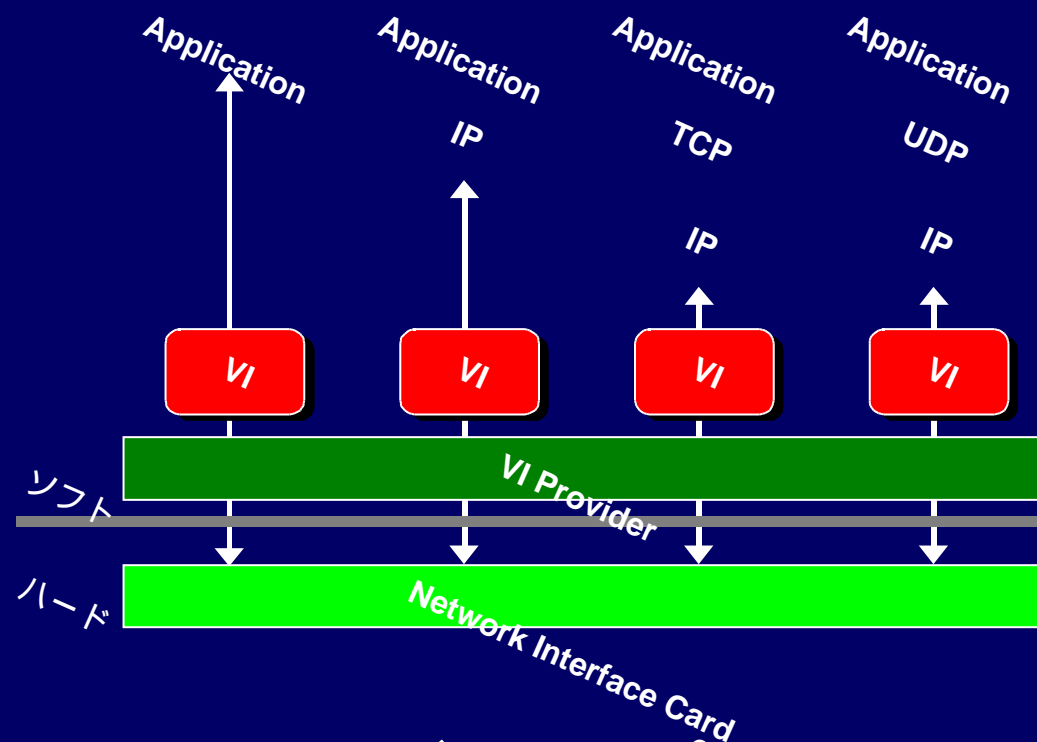 Application
Application
Application
Application
IP
TCP
UDP
IP
IP
VI
VI
VI
VI
VI Provider
ソフト
ハード
Network Interface Card